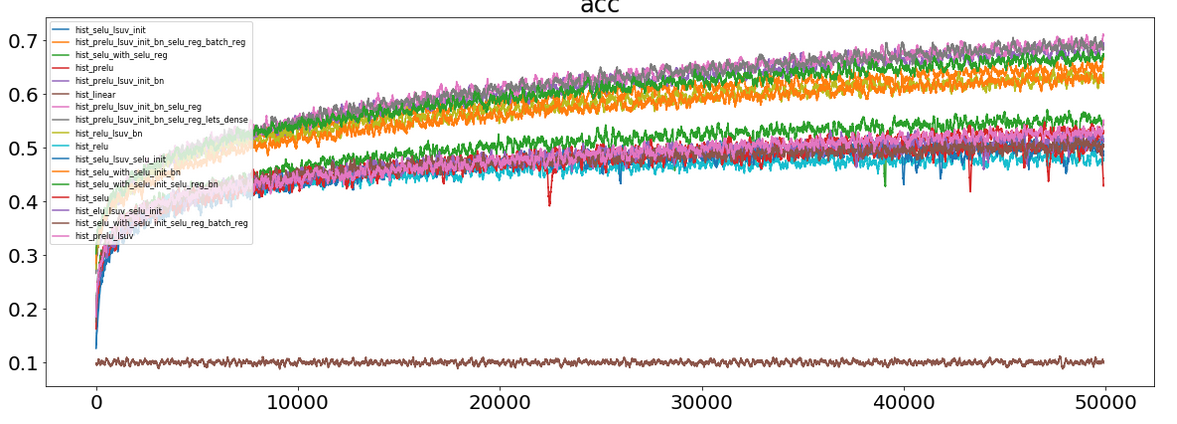 acc
hist_selu_lsuv_init
hist_prelu_lsuv_init_bn_selu_reg_batch_reg
hist_selu_with_selu_reg
hist_prelu
hist_prelu_lsuv_init_bn
hist_linear
hist_prelu_lsuv_init_bn_selu_reg
hist_prelu_lsuv_init_bn_selu_reg_lets_dense
hist_relu_lsuv_bn
hist_relu
hist_selu_lsuv_selu_init
hist_selu_with_selu_init_bn
hist_selu_with_selu_init_selu_reg_bn
hist_selu
hist_elu_lsuv_selu_init
hist_selu_with_selu_init_selu_reg_batch_reg
hist_prelu_lsuv
0.7
0.6
0.5
0.4
0.3
0.2
0.1
0 10000 20000 30000 40000 50000